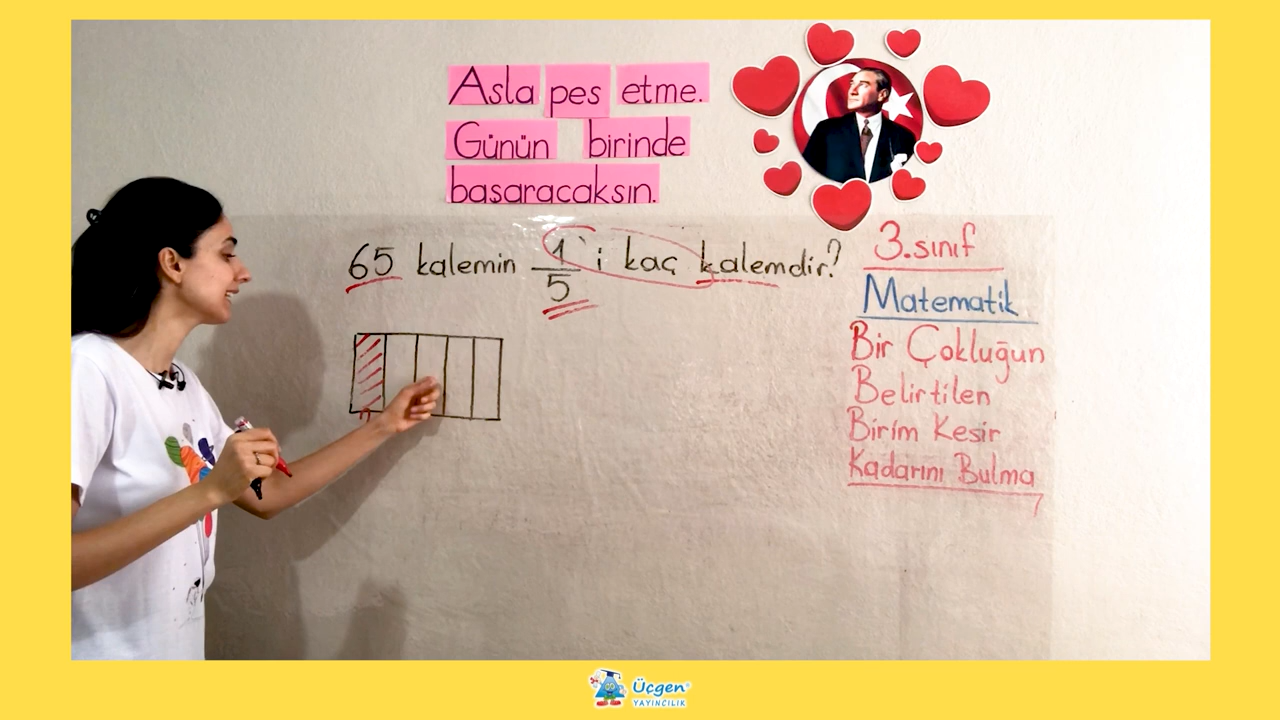 Asla pes etme.
Günün birinde
başaracaksın.
65 kalemin 1/5'i kaç kalemdir?
3.sınıf
Matematik
Bir Çokluğun
Belirtilen
Birim Kesir
Kadarını Bulma
Üçgen
YAYINCILIK